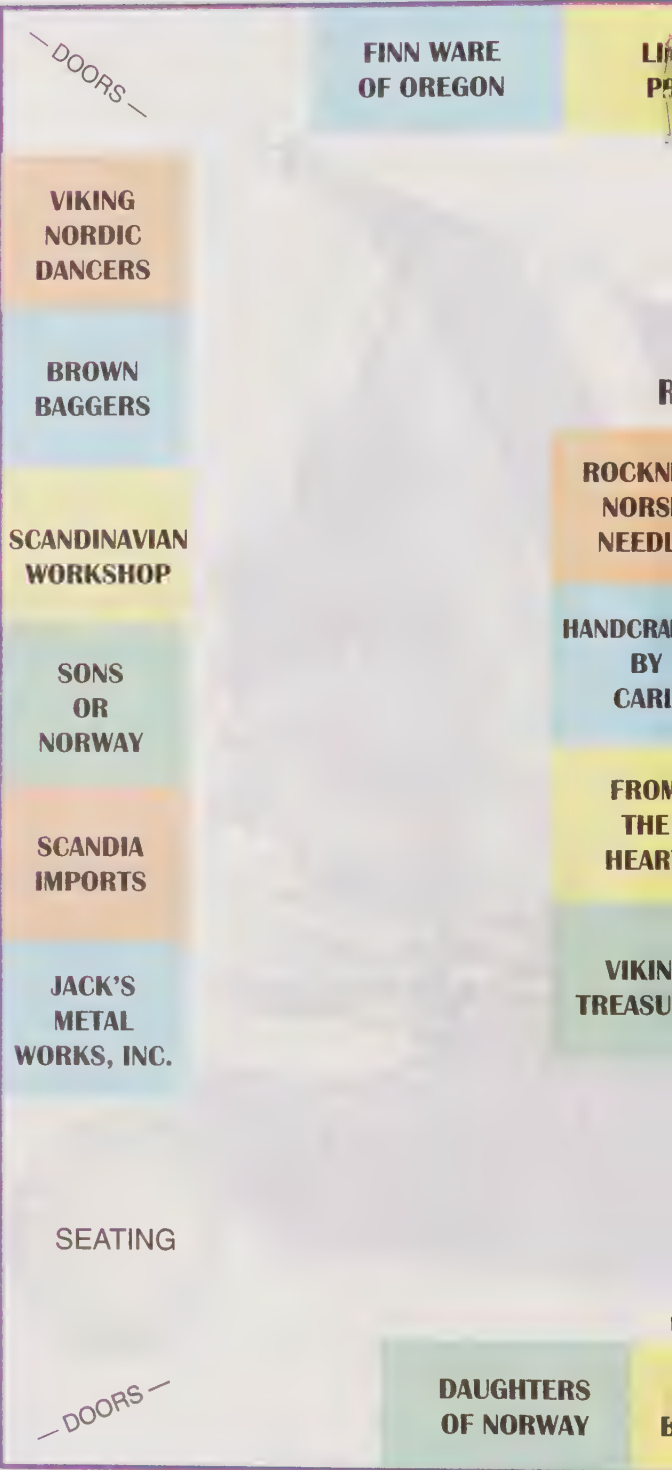 — DOORS —
FINN WARE
OF OREGON
VIKING
NORDIC
DANCERS
BROWN
BAGGERS
SCANDINAVIAN
WORKSHOP
SONS
OR
NORWAY
SCANDIA
IMPORTS
JACK'S
METAL
WORKS, INC.
SEATING
— DOORS —
BY
FROM
THE
DAUGHTERS
OF NORWAY